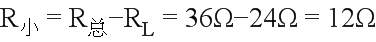 R小 = R总−RL = 36Ω−24Ω = 12Ω